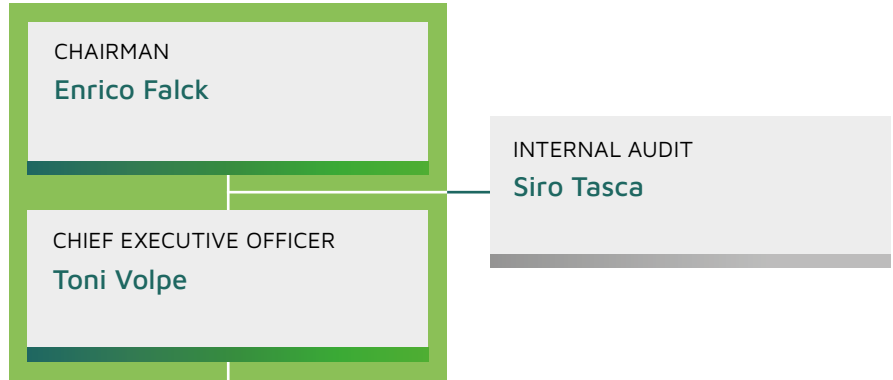 CHAIRMAN
Enrico Falck
INTERNAL AUDIT
Siro Tasca
CHIEF EXECUTIVE OFFICER
Toni Volpe